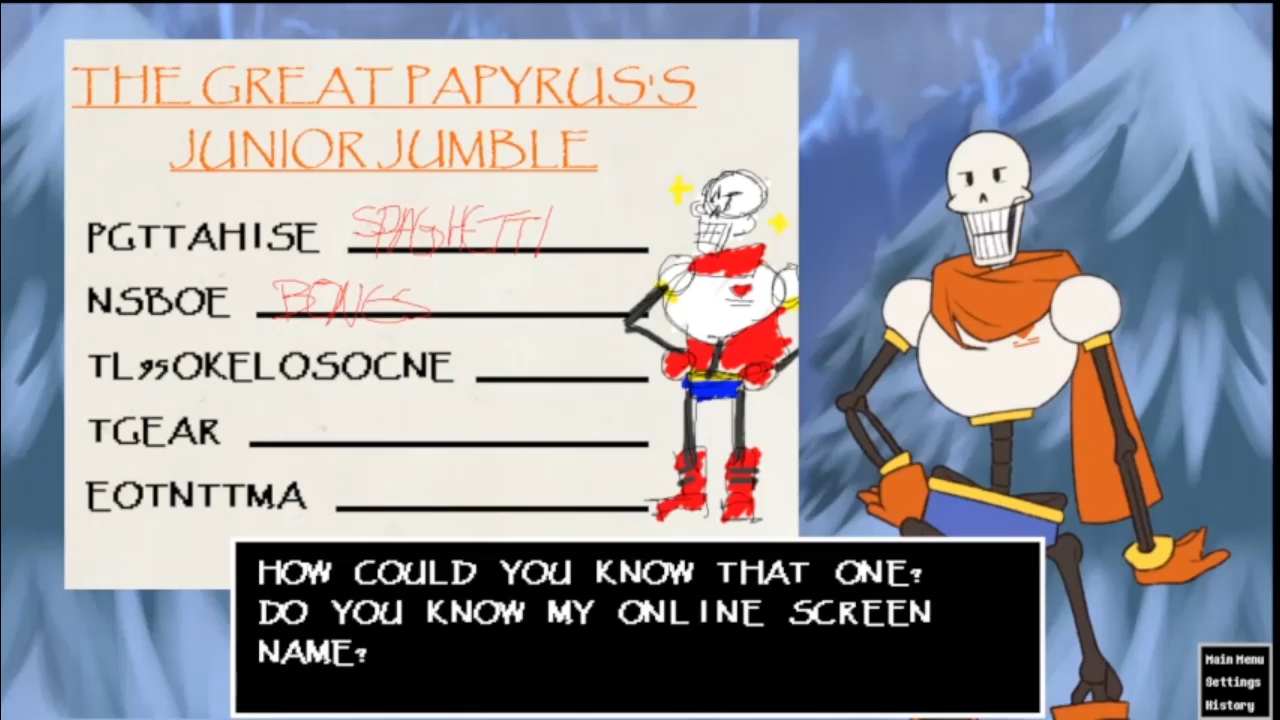 THE GREAT PAPYRUS'S
JUNIOR JUMBLE
PGTTAHISE SPAGHETTI
NSBOE BONES
TL95OKELOSOCNE
TGEAR
EOTNTTMA
HOW COULD YOU KNOW THAT ONE?
DO YOU KNOW MY ONLINE SCREEN
NAME?
Main Menu
Settings
History